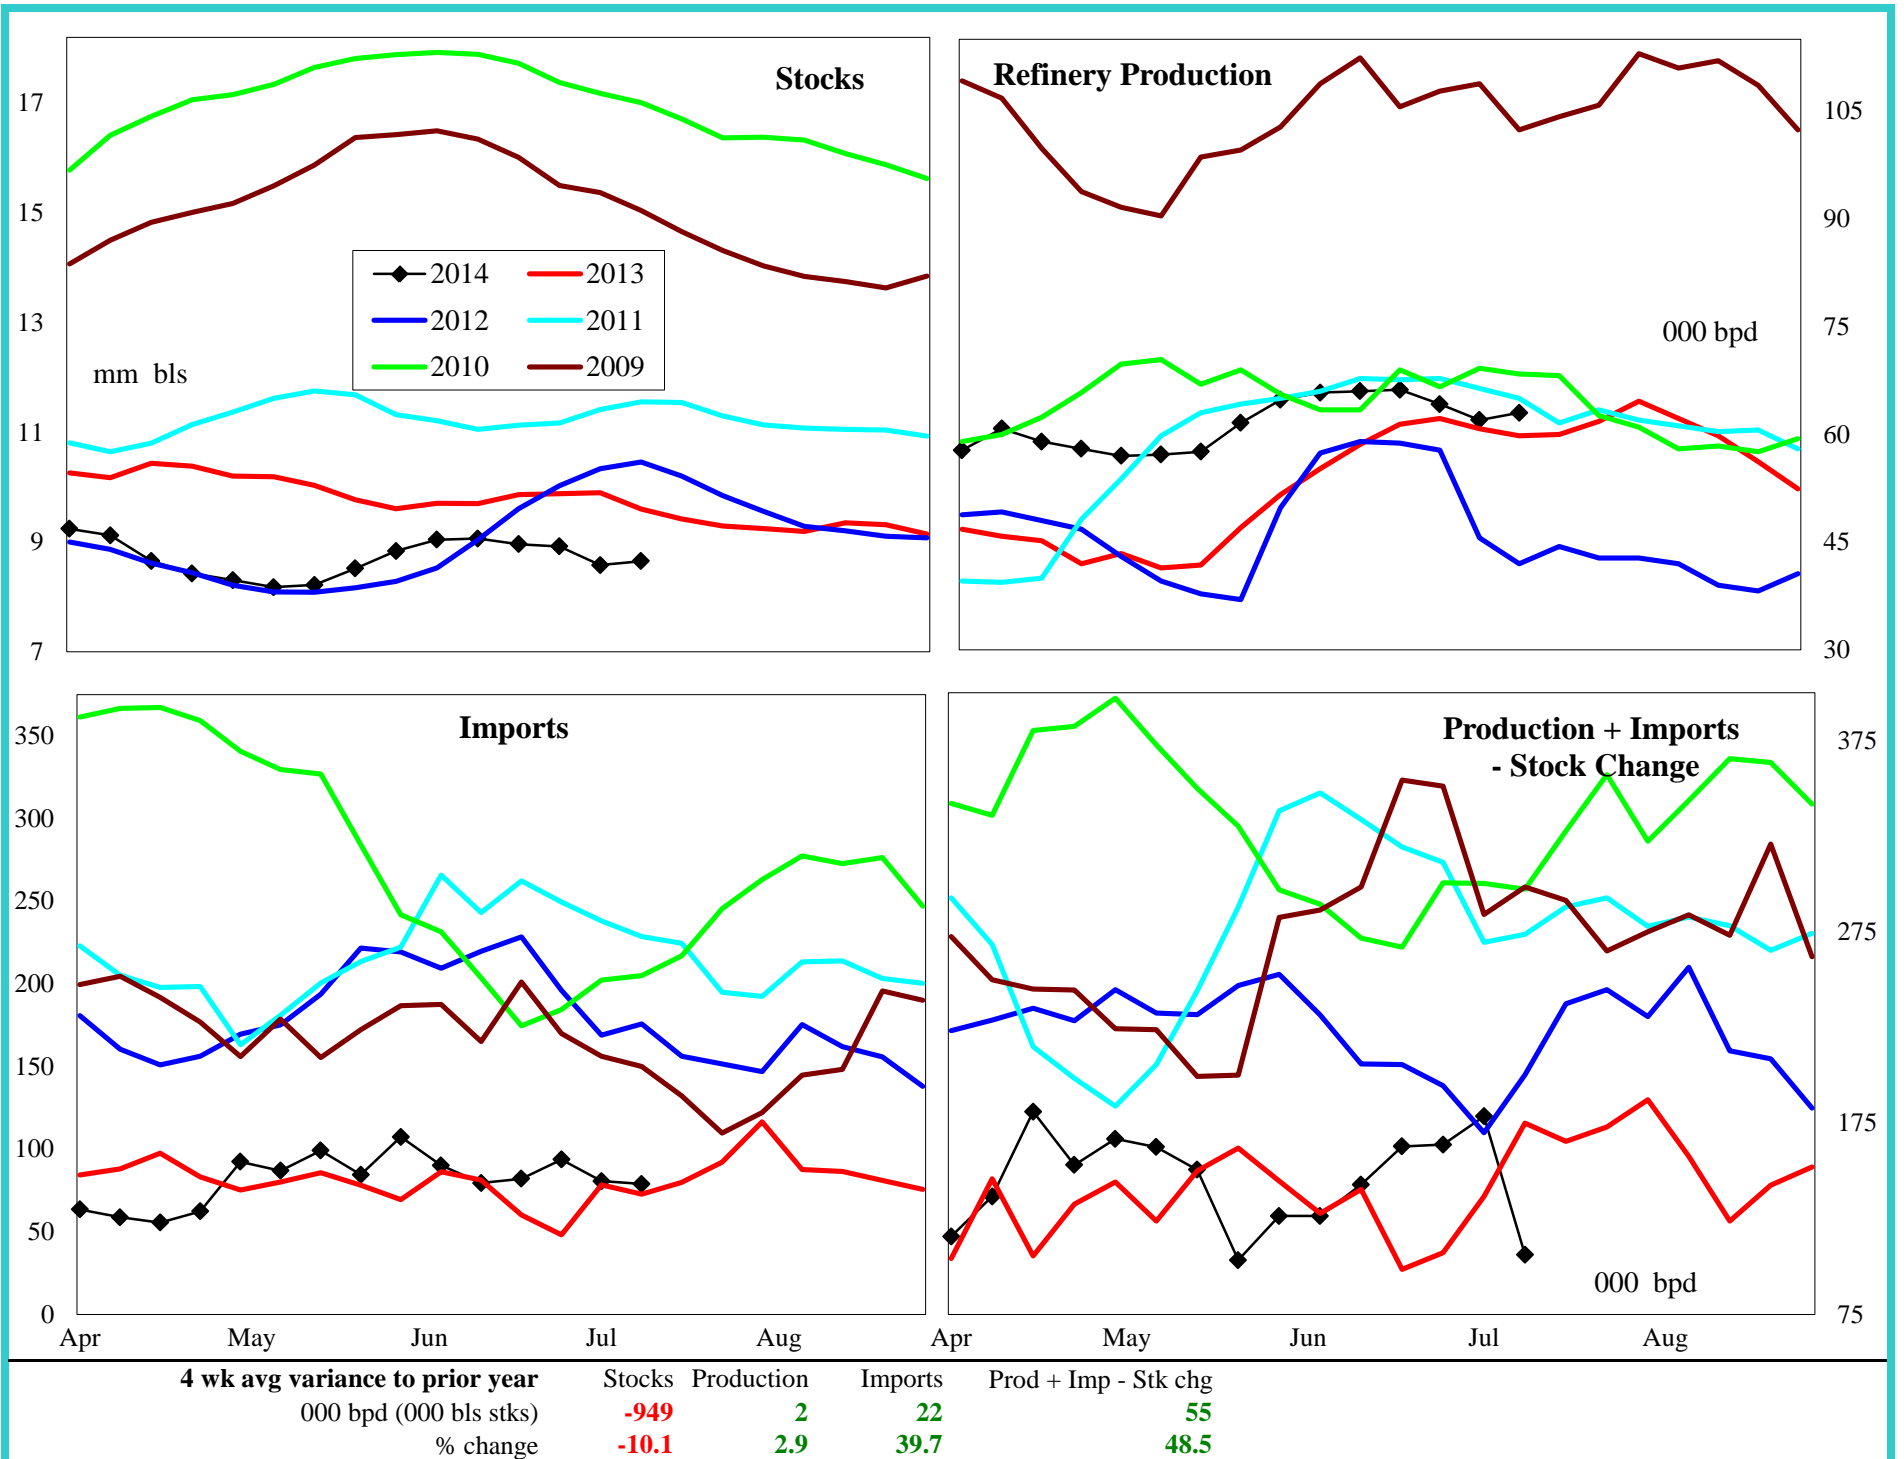 Stocks
17
15
13
11
9
7
mm bls
2014 2013
2012 2011
2010 2009
Refinery Production
105
90
75
60
45
30
000 bpd
Imports
350
300
250
200
150
100
50
0
Apr May Jun Jul Aug
Production + Imports
- Stock Change
375
275
175
75
000 bpd
Apr May Jun Jul Aug
4 wk avg variance to prior year Stocks Production Imports Prod + Imp - Stk chg
000 bpd (000 bls stks) -949 2 22 55
% change -10.1 2.9 39.7 48.5